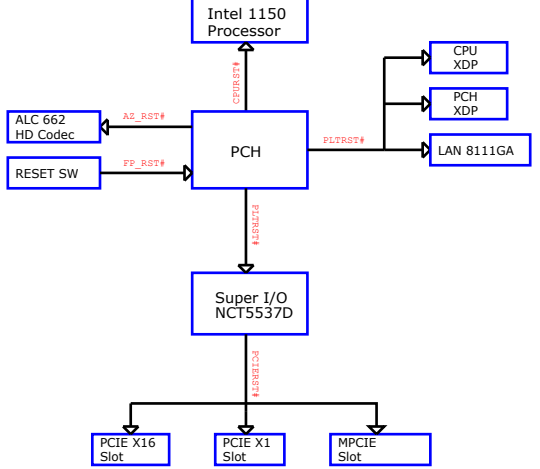 Intel 1150
Processor
CPURST#
CPU
XDP
PCH
XDP
LAN 8111GA
PLTRST#
ALC 662
HD Codec
AZ_RST#
PCH
RESET SW
FP_RST#
PLTRST#
Super I/O
NCT5537D
PCIERST#
PCIE X16
Slot
PCIE X1
Slot
MPCIE
Slot